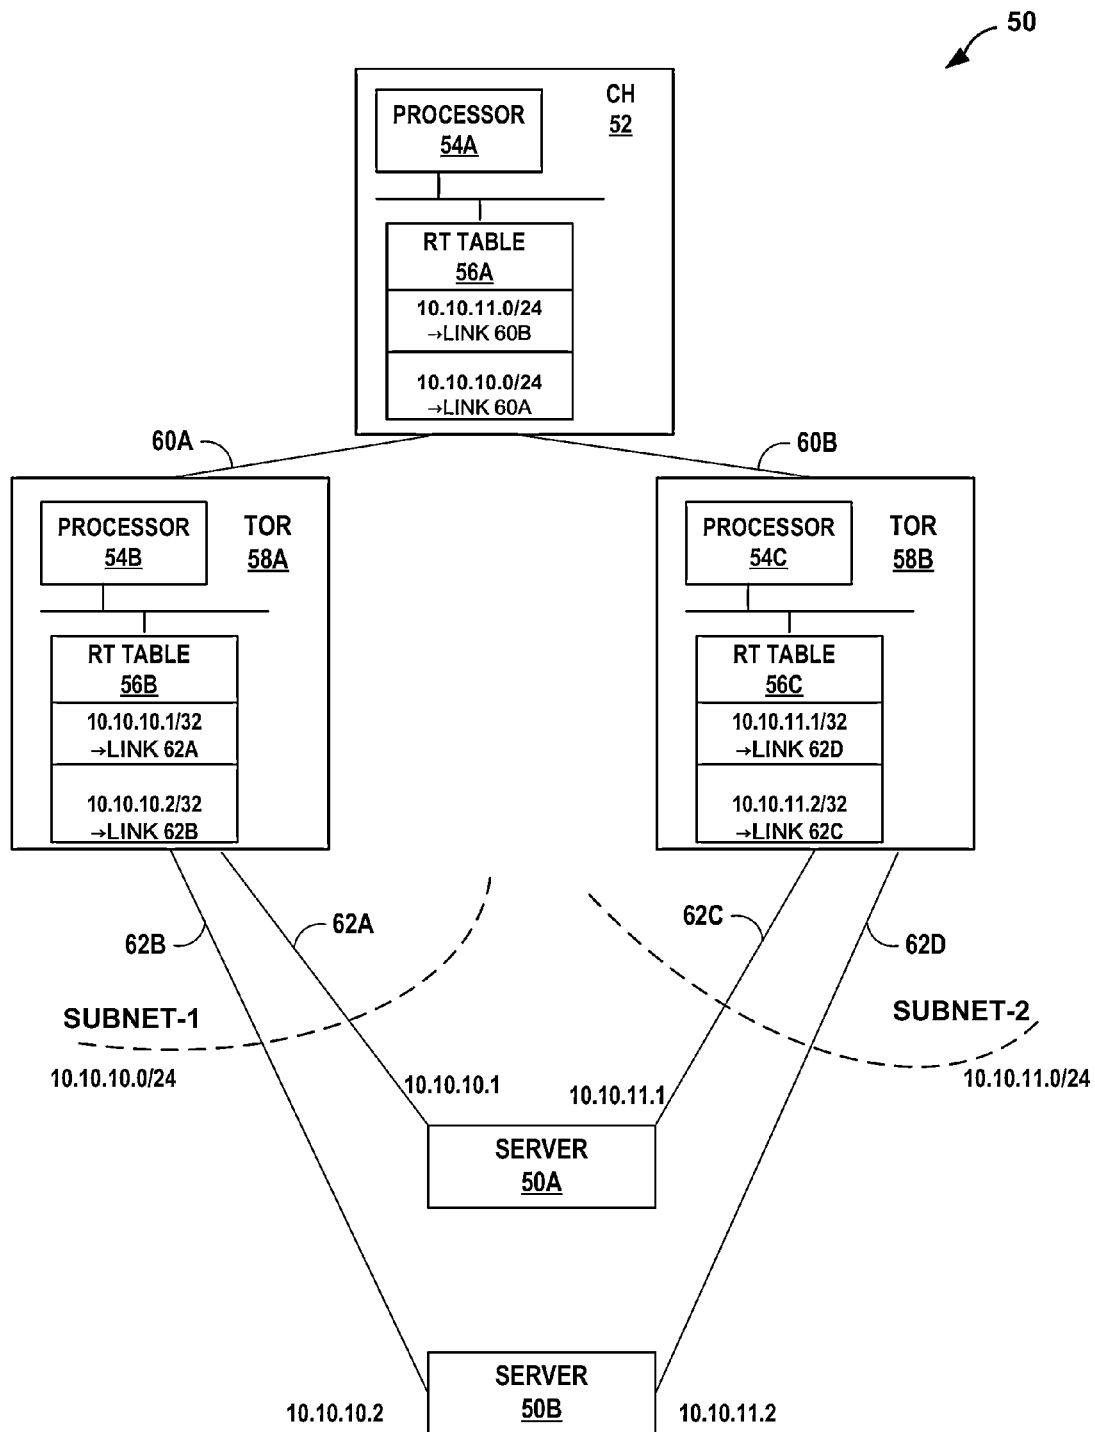 50
CH
52
PROCESSOR
54A
RT TABLE
56A
10.10.11.0/24
→LINK 60B
10.10.10.0/24
→LINK 60A
60A
60B
PROCESSOR
54B
TOR
58A
RT TABLE
56B
10.10.10.1/32
→LINK 62A
10.10.10.2/32
→LINK 62B
PROCESSOR
54C
TOR
58B
RT TABLE
56C
10.10.11.1/32
→LINK 62D
10.10.11.2/32
→LINK 62C
62B
62A
62C
62D
SUBNET-1
10.10.10.0/24
SUBNET-2
10.10.11.0/24
10.10.10.1
10.10.11.1
SERVER
50A
SERVER
50B
10.10.10.2
10.10.11.2